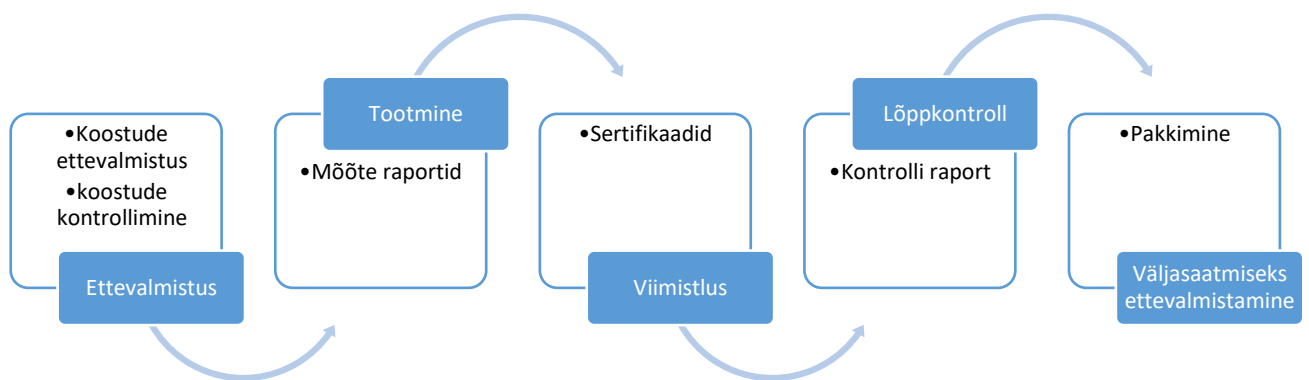 •Koostude
ettevalmistus
•koostude
kontrollimine
Ettevalmistus
Tootmine
•Mõõte raportid
•Sertifikaadid
Viimistlus
Lõppkontroll
•Kontrolli raport
•Pakkimine
Väljasaatmiseks
ettevalmistamine